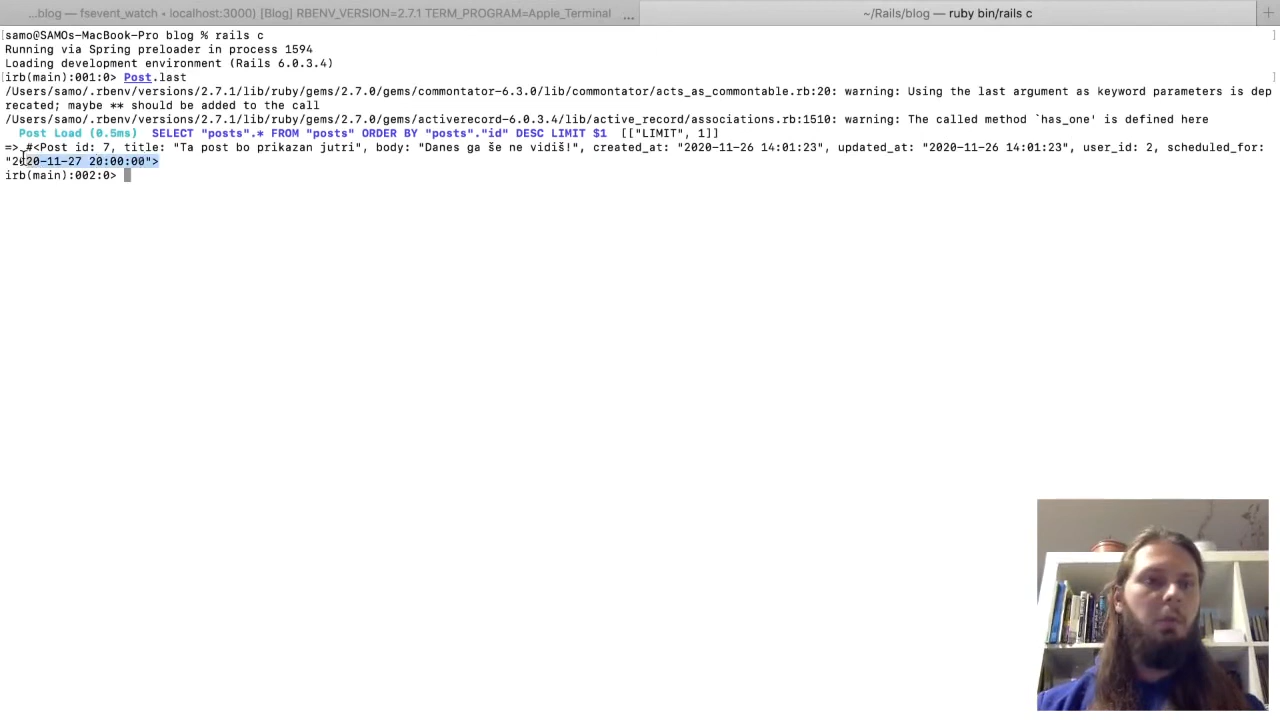 ...blog — fsevent_watch • localhost:3000) [Blog] RBENV_VERSION=2.7.1 TERM_PROGRAM=Apple_Terminal ...
~/Rails/blog — ruby bin/rails c
samo@SAMOs-MacBook-Pro blog % rails c
Running via Spring preloader in process 1594
Loading development environment (Rails 6.0.3.4)
irb(main):001:0> Post.last
/Users/samo/.rbenv/versions/2.7.1/lib/ruby/gems/2.7.0/gems/commontator-6.3.0/lib/commontator/acts_as_commontable.rb:20: warning: Using the last argument as keyword parameters is dep
recated; maybe ** should be added to the call
/Users/samo/.rbenv/versions/2.7.1/lib/ruby/gems/2.7.0/gems/activerecord-6.0.3.4/lib/active_record/associations.rb:1510: warning: The called method `has_one' is defined here
Post Load (0.5ms)  SELECT "posts".* FROM "posts" ORDER BY "posts"."id" DESC LIMIT $1  [["LIMIT", 1]]
=> #<Post id: 7, title: "Ta post bo prikazan jutri", body: "Danes ga še ne vidiš!", created_at: "2020-11-26 14:01:23", updated_at: "2020-11-26 14:01:23", user_id: 2, scheduled_for:
"2020-11-27 20:00:00">
irb(main):002:0>